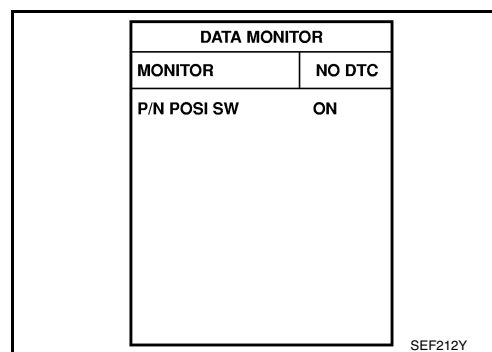 DATA MONITOR
MONITOR NO DTC
P/N POSI SW ON
SEF212Y